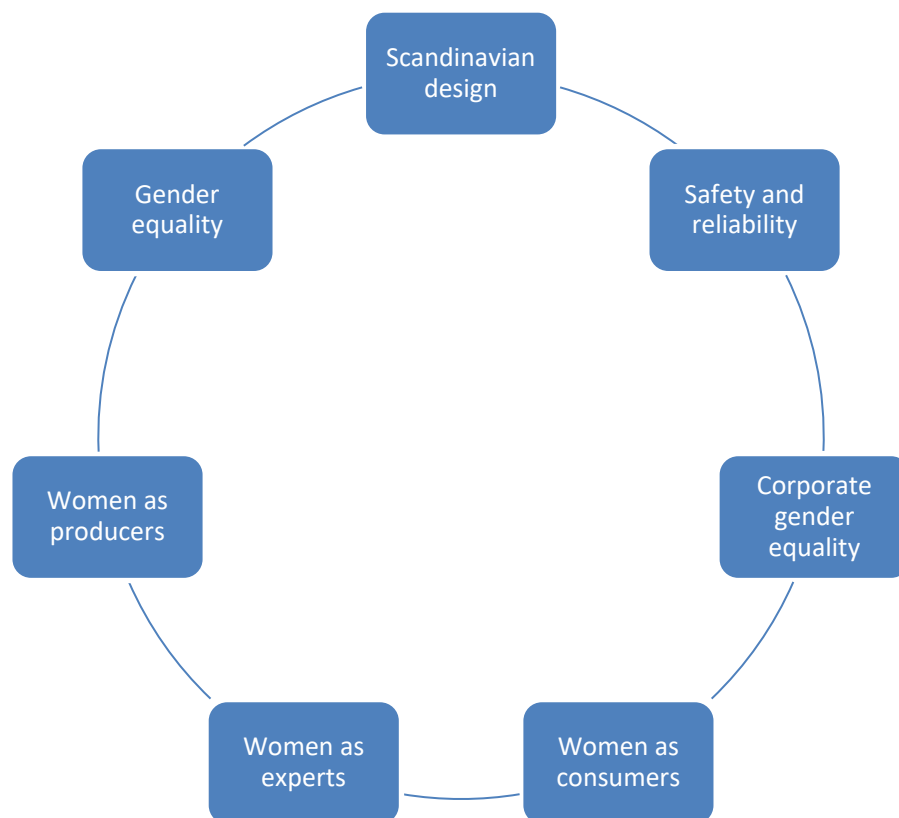 Scandinavian
design
Safety and
reliability
Corporate
gender
equality
Women as
consumers
Women as
experts
Women as
producers
Gender
equality